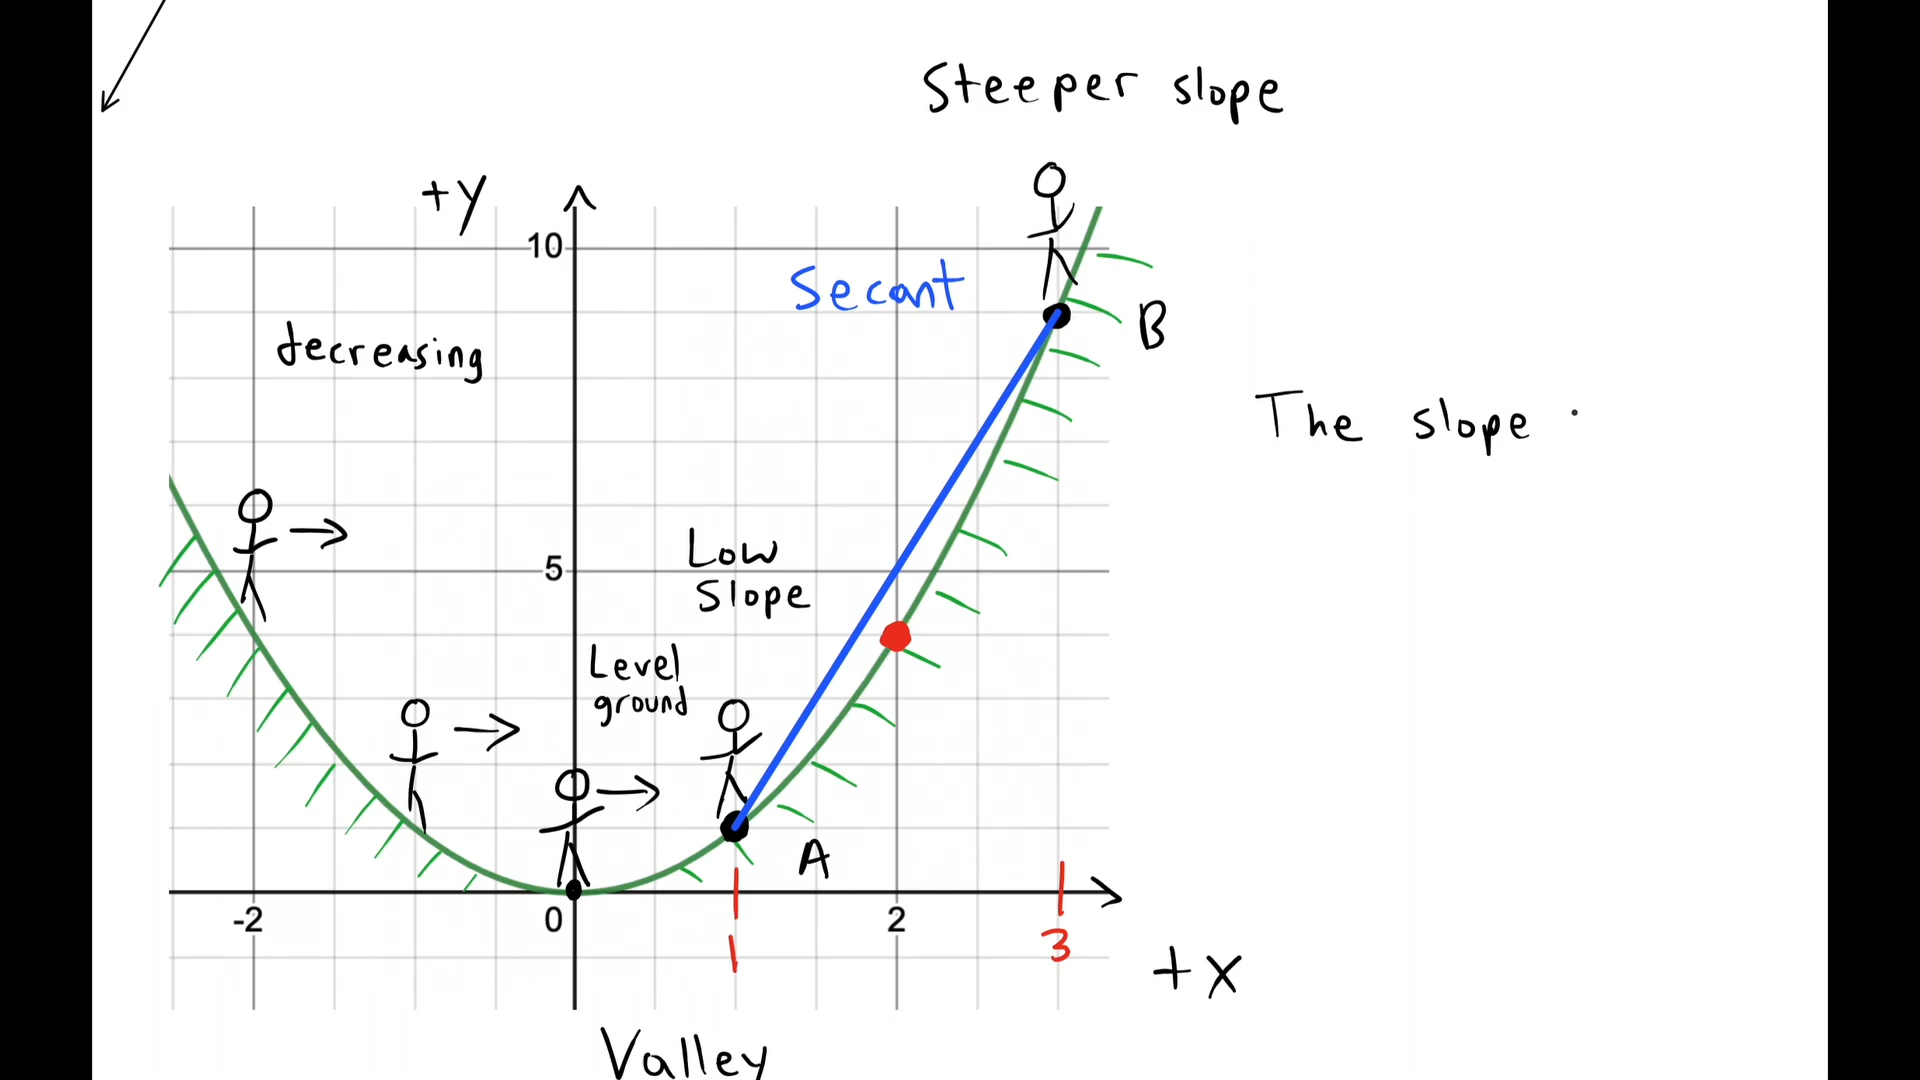 Steeper slope
+y
10
Secant
B
decreasing
The slope
5
Low
Slope
Level
ground
A
-2
0
2
1
3
+x
Valley